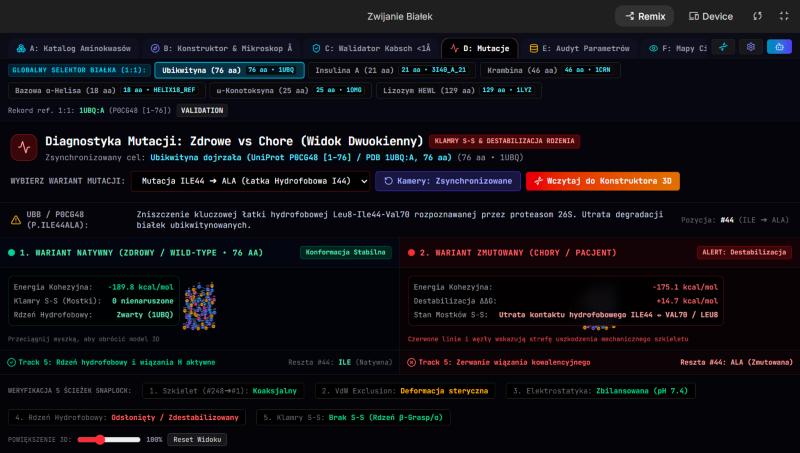 Zwijanie Białek
Remix
Device
A: Katalog Aminokwasów
B: Konstruktor & Mikroskop Å
C: Walidator Kabsch <1Å
D: Mutacje
E: Audyt Parametrów
F: Mapy Ci
GLOBALNY SELEKTOR BIAŁKA (1:1):
Ubikwityna (76 aa) 76 aa • 1UBQ
Insulina A (21 aa) 21 aa • 3I40_A_21
Krambina (46 aa) 46 aa • 1CRN
Bazowa α-Helisa (18 aa) 18 aa • HELIX18_REF
ω-Konotoksyna (25 aa) 25 aa • 1OMG
Lizozym HEWL (129 aa) 129 aa • 1LYZ
Rekord ref. 1:1: 1UBQ:A (P0CG48 [1-76]) VALIDATION
Diagnostyka Mutacji: Zdrowe vs Chore (Widok Dwuokienny)
KLAMRY S-S & DESTABILIZACJA RDZENIA
Zsynchronizowany cel: Ubikwityna dojrzała (UniProt P0CG48 [1-76] / PDB 1UBQ:A, 76 aa) (76 aa • 1UBQ)
WYBIERZ WARIANT MUTACJI:
Mutacja ILE44 ➔ ALA (Łatka Hydrofobowa I44)
Kamery: Zsynchronizowane
Wczytaj do Konstruktora 3D
UBB / P0CG48
(P.ILE44ALA):
Zniszczenie kluczowej łatki hydrofobowej Leu8-Ile44-Val70 rozpoznawanej przez proteasom 26S. Utrata degradacji
białek ubikwitynowanych.
Pozycja: #44 (ILE → ALA)
1. WARIANT NATYWNY (ZDROWY / WILD-TYPE • 76 AA)
Konformacja Stabilna
2. WARIANT ZMUTOWANY (CHORY / PACJENT)
ALERT: Destabilizacja
Energia Kohezyjna: -189.8 kcal/mol
Klamry S-S (Mostki): 0 nienaruszone
Rdzeń Hydrofobowy: Zwarty (1UBQ)
Przeciągnij myszką, aby obrócić model 3D
Energia Kohezyjna: -175.1 kcal/mol
Destabilizacja ΔΔG: +14.7 kcal/mol
Stan Mostków S-S: Utrata kontaktu hydrofobowego ILE44 ⇔ VAL70 / LEU8
Czerwone linie i węzły wskazują strefę uszkodzenia mechanicznego szkieletu
Track 5: Rdzeń hydrofobowy i wiązania H aktywne
Reszta #44: ILE (Natywna)
Track 5: Zerwanie wiązania kowalencyjnego
Reszta #44: ALA (Zmutowana)
WERYFIKACJA 5 ŚCIEŻEK SNAPLOCK:
1. Szkielet (#248→#1): Koaksjalny
2. VdW Exclusion: Deformacja steryczna
3. Elektrostatyka: Zbilansowana (pH 7.4)
4. Rdzeń Hydrofobowy: Odsłonięty / Zdestabilizowany
5. Klamry S-S: Brak S-S (Rdzeń β-Grasp/α)
POWIĘKSZENIE 3D:
100%
Reset Widoku